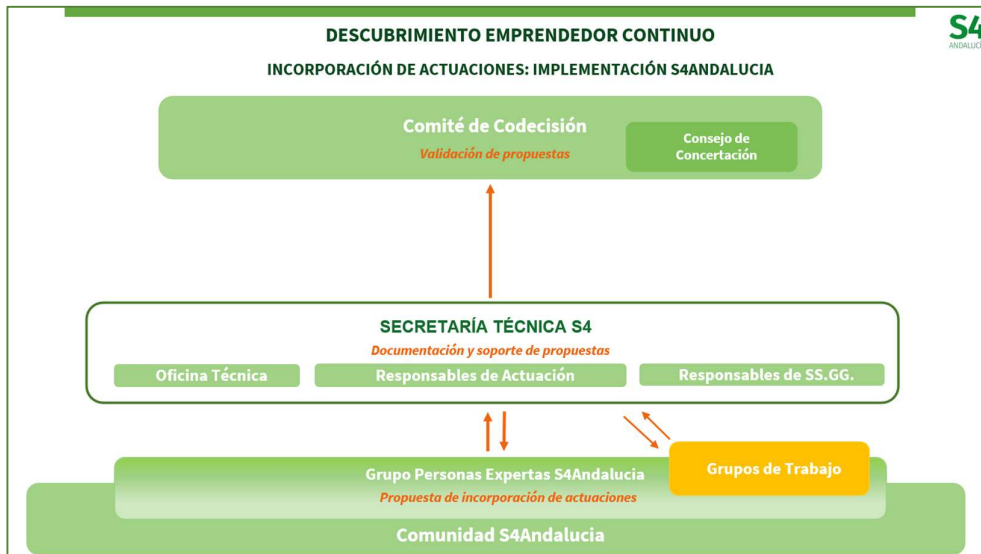 DESCUBRIMIENTO EMPRENDEDOR CONTINUO
S4
ANDALUCÍA
INCORPORACIÓN DE ACTUACIONES: IMPLEMENTACIÓN S4ANDALUCIA
Comité de Codecisión
Validación de propuestas
Consejo de
Concertación
SECRETARÍA TÉCNICA S4
Documentación y soporte de propuestas
Oficina Técnica
Responsables de Actuación
Responsables de SS.GG.
Grupo Personas Expertas S4Andalucia
Propuesta de incorporación de actuaciones
Grupos de Trabajo
Comunidad S4Andalucia